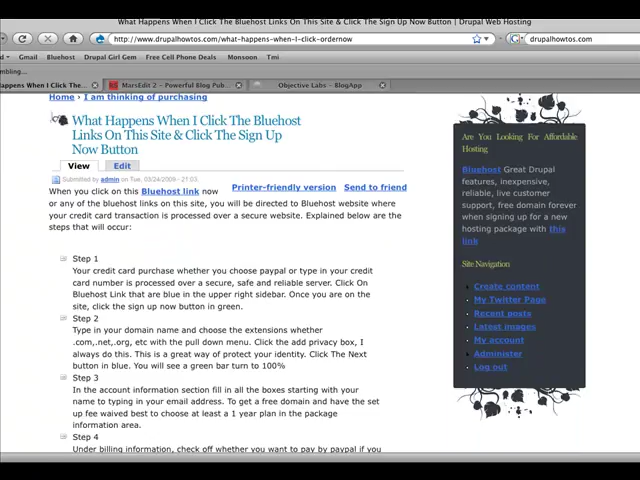 What Happens When I Click The Bluehost Links On This Site & Click The Sign Up Now Button | Drupal Web Hosting
http://www.drupalhowtos.com/what-happens-when-I-click-ordernow
drupalhowtos.com
Gmail Bluehost Drupal Girl Gem Free Cell Phone Deals Monsoon Tmi
appens When I Click The...
MarsEdit 2 – Powerful Blog Pub...
Objective Labs – BlogApp
Home › I am thinking of purchasing
What Happens When I Click The Bluehost
Links On This Site & Click The Sign Up
Now Button
View Edit
Submitted by admin on Tue, 03/24/2009 - 21:03.
Printer-friendly version Send to friend
When you click on this Bluehost link now
or any of the bluehost links on this site, you will be directed to Bluehost website where
your credit card transaction is processed over a secure website. Explained below are the
steps that will occur:
Step 1
Your credit card purchase whether you choose paypal or type in your credit
card number is processed over a secure, safe and reliable server. Click On
Bluehost Link that are blue in the upper right sidebar. Once you are on the
site, click the sign up now button in green.
Step 2
Type in your domain name and choose the extensions whether
.com,.net,.org, etc with the pull down menu. Click the add privacy box, I
always do this. This is a great way of protect your identity. Click The Next
button in blue. You will see a green bar turn to 100%
Step 3
In the account information section fill in all the boxes starting with your
name to typing in your email address. To get a free domain and have the set
up fee waived best to choose at least a 1 year plan in the package
information area.
Step 4
Under billing information, check off whether you want to pay by paypal if you
Are You Looking For Affordable
Hosting
Bluehost Great Drupal
features, inexpensive,
reliable, live customer
support, free domain forever
when signing up for a new
hosting package with this
link
Site Navigation
Create content
My Twitter Page
Recent posts
Latest images
My account
Administer
Log out